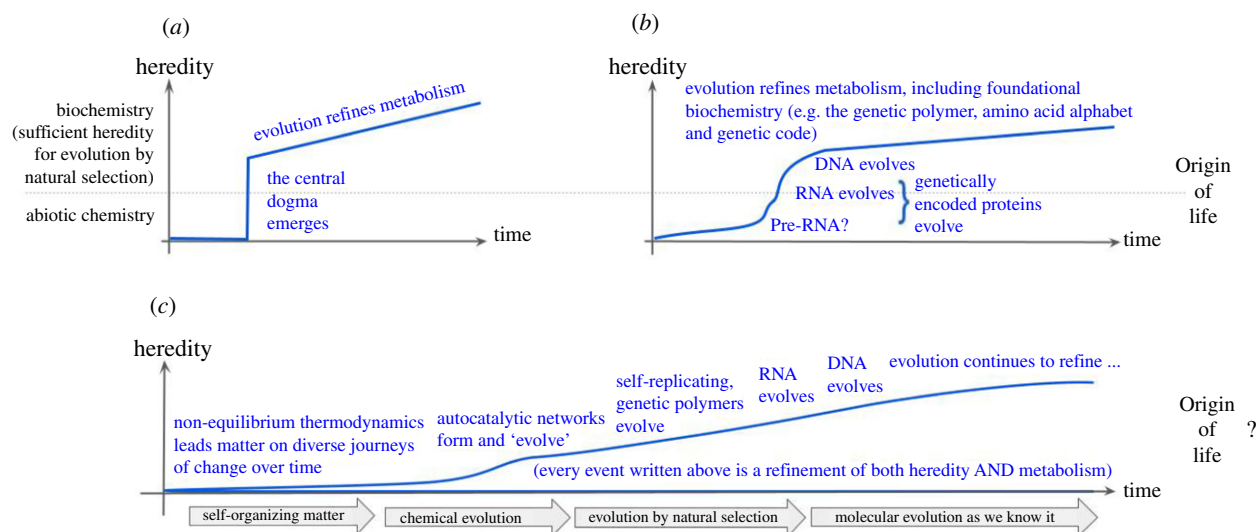 (a)
heredity
biochemistry
(sufficient heredity
for evolution by
natural selection)
abiotic chemistry
evolution refines metabolism
the central
dogma
emerges
time
(b)
heredity
evolution refines metabolism, including foundational
biochemistry (e.g. the genetic polymer, amino acid alphabet
and genetic code)
DNA evolves
RNA evolves
Pre-RNA?
genetically
encoded proteins
evolve
time
Origin
of
life
(c)
heredity
non-equilibrium thermodynamics
leads matter on diverse journeys
of change over time
autocatalytic networks
form and ‘evolve’
self-replicating,
genetic polymers
evolve
RNA
evolves
DNA
evolves
evolution continues to refine ...
(every event written above is a refinement of both heredity AND metabolism)
time
Origin
of ?
life
self-organizing matter
chemical evolution
evolution by natural selection
molecular evolution as we know it